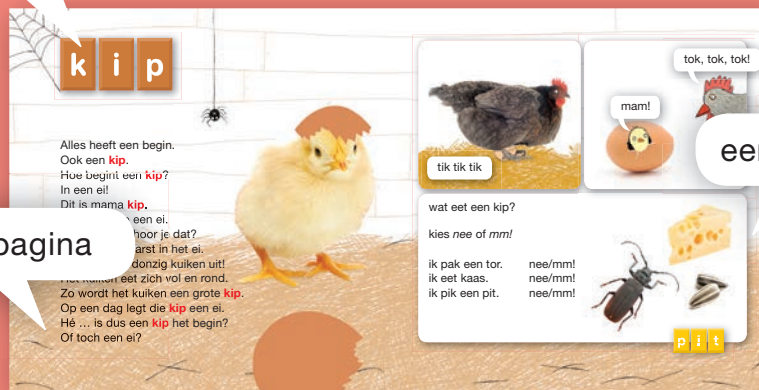 kip
Alles heeft een begin.
Ook een kip.
Hoe begint een kip?
In een ei!
Dit is mama kip.
een ei.
hoor je dat?
arst in het ei.
donzig kuiken uit!
Het kuiken eet zich vol en rond.
Zo wordt het kuiken een grote kip.
Op een dag legt die kip een ei.
Hé ... is dus een kip het begin?
Of toch een ei?
pagina
tik tik tik
mam!
tok, tok, tok!
eer
wat eet een kip?
kies nee of mm!
ik pak een tor. nee/mm!
ik eet kaas. nee/mm!
ik pik een pit. nee/mm!
pit